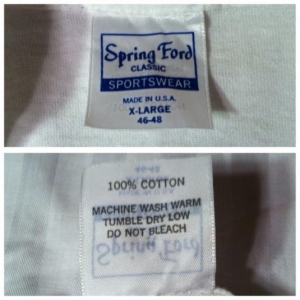 Spring Ford
CLASSIC
SPORTSWEAR
MADE IN U.S.A.
X-LARGE
46-48
100% COTTON
MACHINE WASH WARM
TUMBLE DRY LOW
DO NOT BLEACH